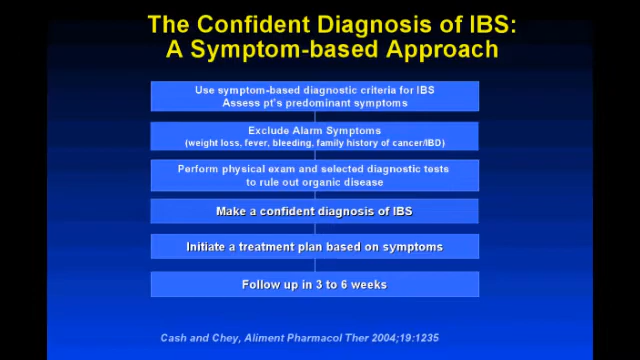 The Confident Diagnosis of IBS:
A Symptom-based Approach
Use symptom-based diagnostic criteria for IBS
Assess pt's predominant symptoms
Exclude Alarm Symptoms
(weight loss, fever, bleeding, family history of cancer/IBD)
Perform physical exam and selected diagnostic tests
to rule out organic disease
Make a confident diagnosis of IBS
Initiate a treatment plan based on symptoms
Follow up in 3 to 6 weeks
Cash and Chey, Aliment Pharmacol Ther 2004;19:1235